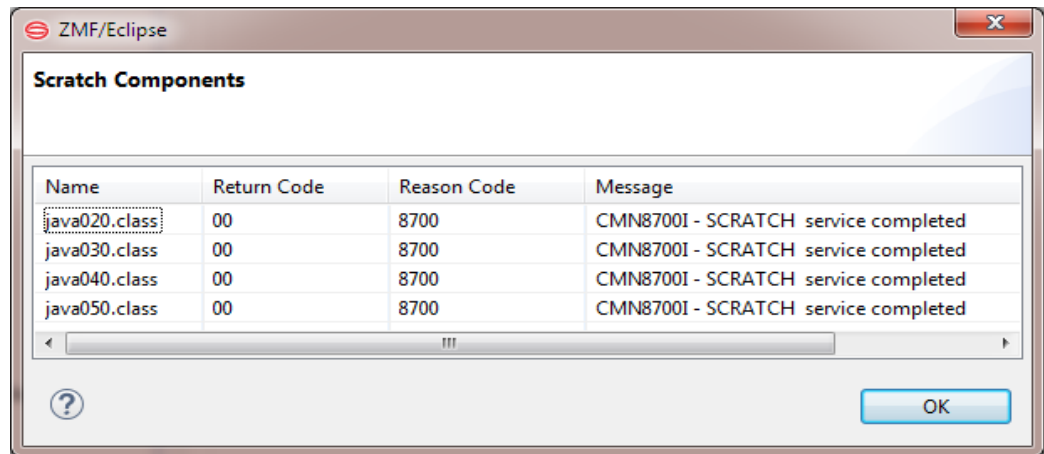 ZMF/Eclipse
Scratch Components
Name Return Code Reason Code Message
java020.class 00 8700 CMN8700I - SCRATCH  service completed
java030.class 00 8700 CMN8700I - SCRATCH  service completed
java040.class 00 8700 CMN8700I - SCRATCH  service completed
java050.class 00 8700 CMN8700I - SCRATCH  service completed
? OK